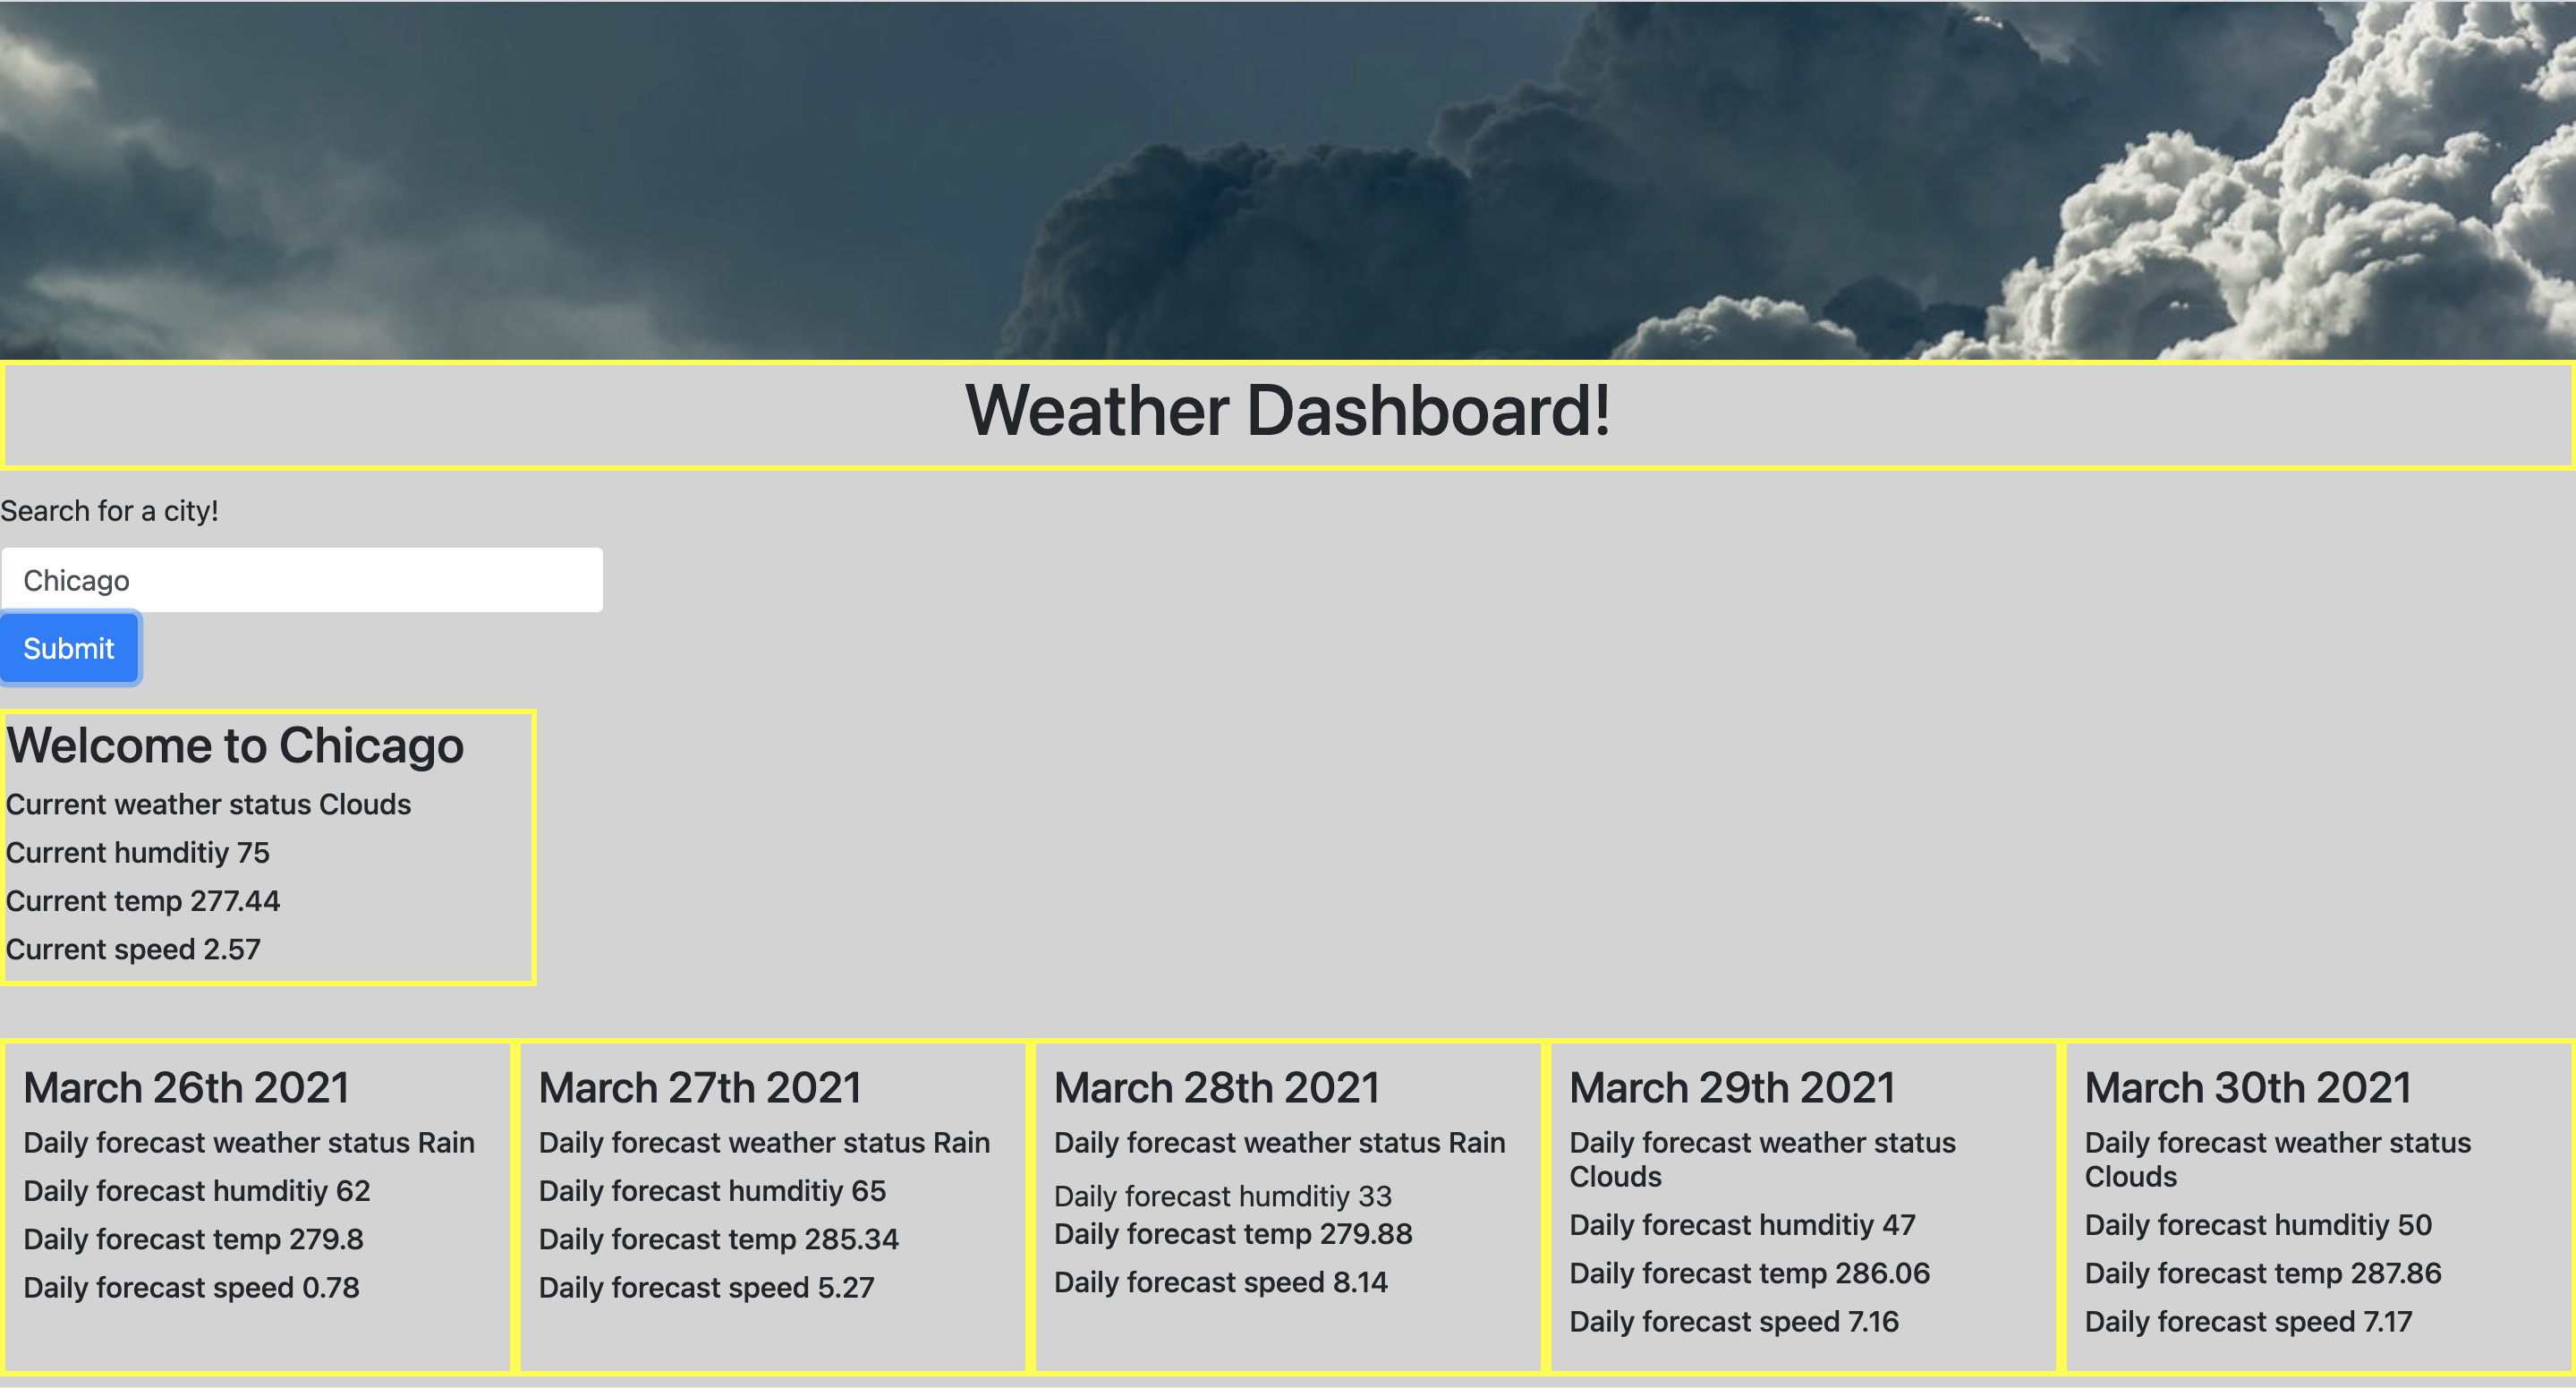 Weather Dashboard!
Search for a city!
Chicago
Submit
Welcome to Chicago
Current weather status Clouds
Current humditiy 75
Current temp 277.44
Current speed 2.57
March 26th 2021
Daily forecast weather status Rain
Daily forecast humditiy 62
Daily forecast temp 279.8
Daily forecast speed 0.78
March 27th 2021
Daily forecast weather status Rain
Daily forecast humditiy 65
Daily forecast temp 285.34
Daily forecast speed 5.27
March 28th 2021
Daily forecast weather status Rain
Daily forecast humditiy 33
Daily forecast temp 279.88
Daily forecast speed 8.14
March 29th 2021
Daily forecast weather status
Clouds
Daily forecast humditiy 47
Daily forecast temp 286.06
Daily forecast speed 7.16
March 30th 2021
Daily forecast weather status
Clouds
Daily forecast humditiy 50
Daily forecast temp 287.86
Daily forecast speed 7.17